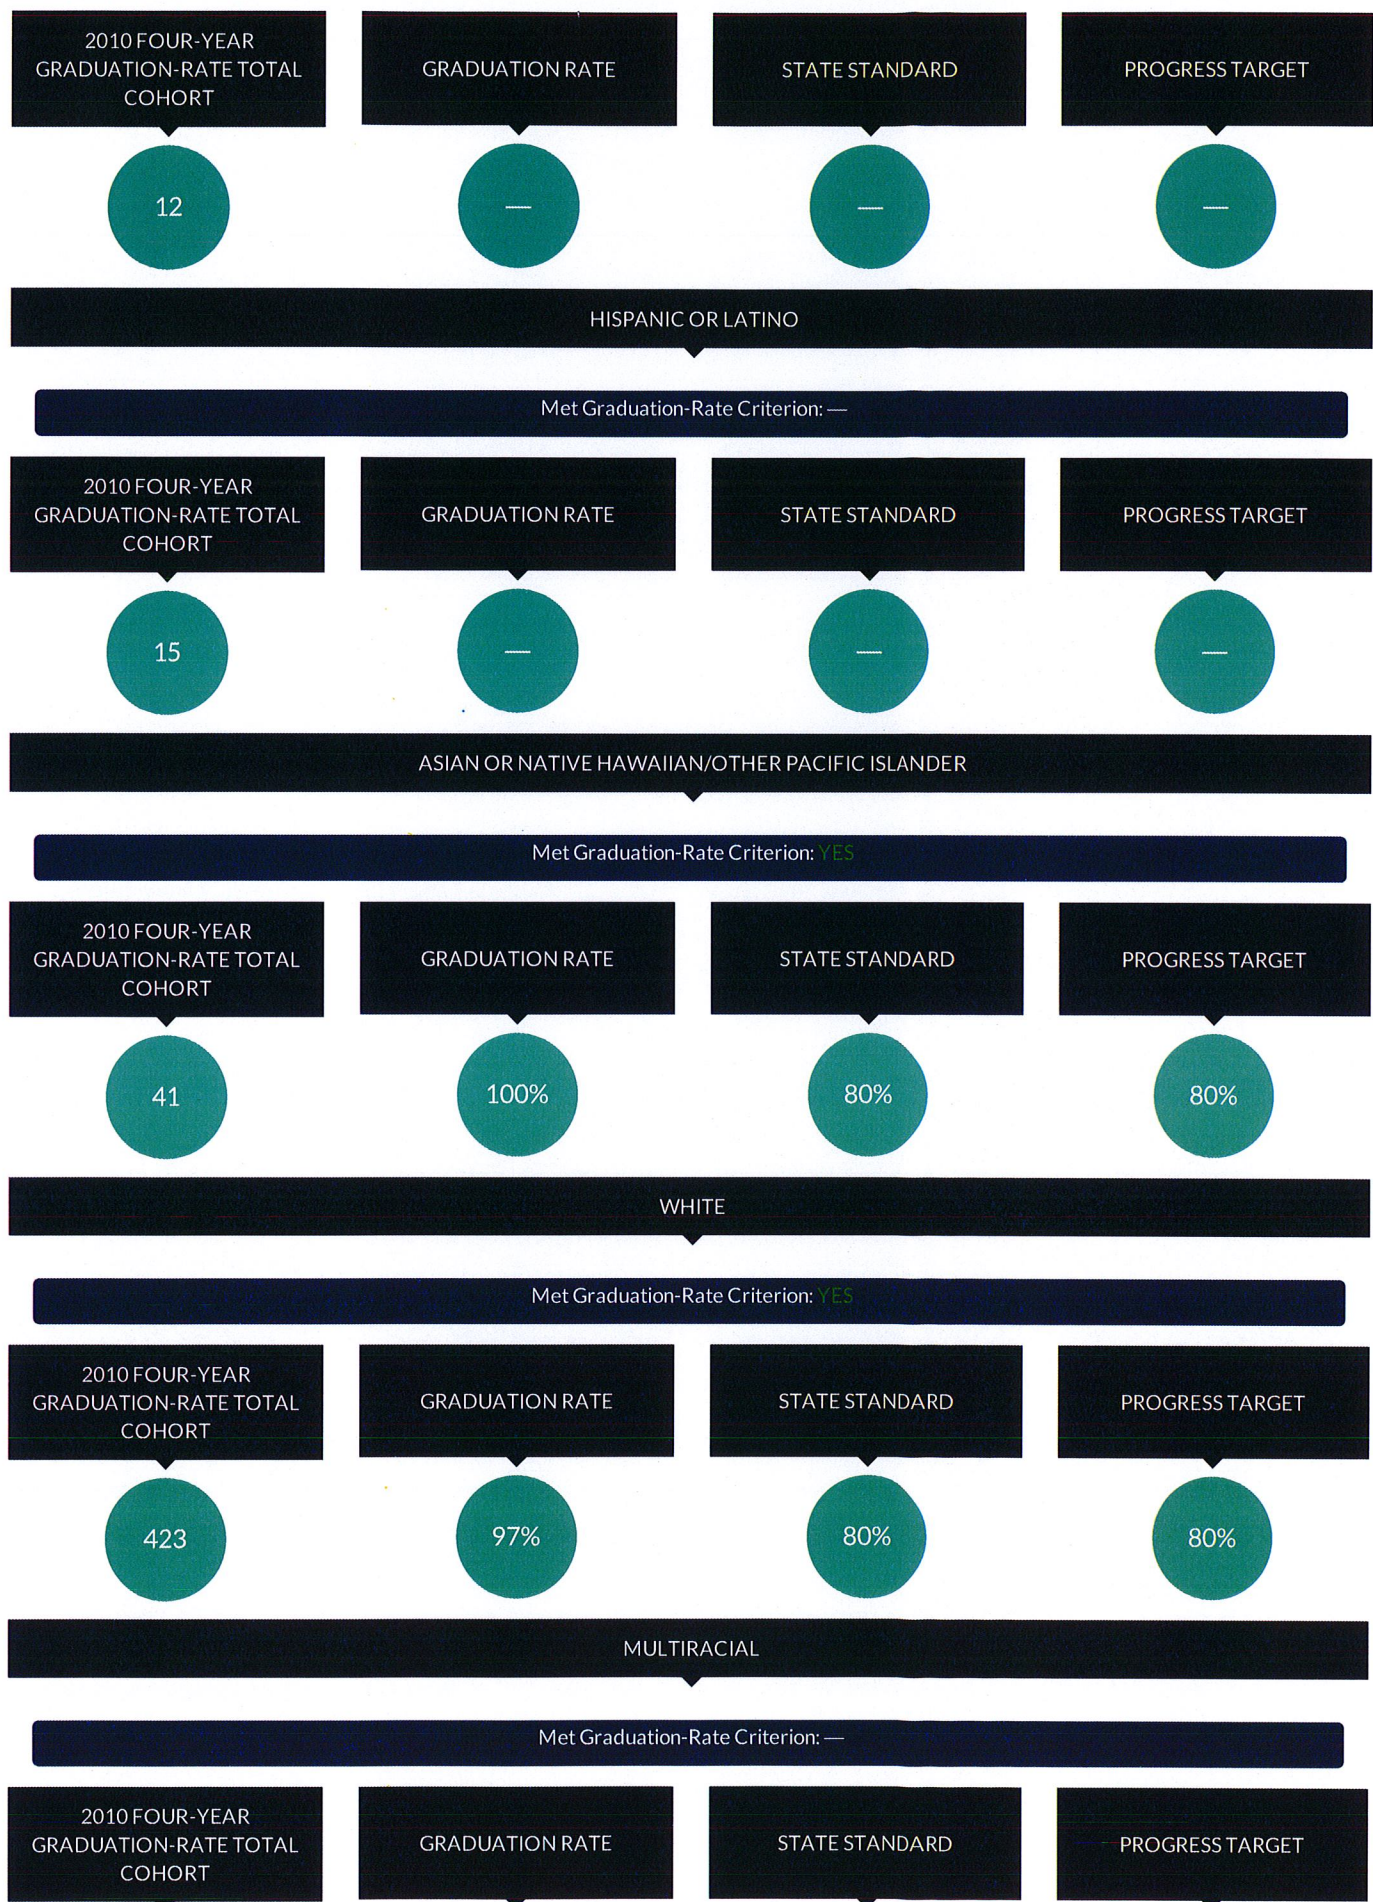 2010 FOUR-YEAR
GRADUATION-RATE TOTAL
COHORT
GRADUATION RATE
STATE STANDARD
PROGRESS TARGET
12
—
—
—
HISPANIC OR LATINO
Met Graduation-Rate Criterion: —
2010 FOUR-YEAR
GRADUATION-RATE TOTAL
COHORT
GRADUATION RATE
STATE STANDARD
PROGRESS TARGET
15
—
—
—
ASIAN OR NATIVE HAWAIIAN/OTHER PACIFIC ISLANDER
Met Graduation-Rate Criterion: YES
2010 FOUR-YEAR
GRADUATION-RATE TOTAL
COHORT
GRADUATION RATE
STATE STANDARD
PROGRESS TARGET
41
100%
80%
80%
WHITE
Met Graduation-Rate Criterion: YES
2010 FOUR-YEAR
GRADUATION-RATE TOTAL
COHORT
GRADUATION RATE
STATE STANDARD
PROGRESS TARGET
423
97%
80%
80%
MULTIRACIAL
Met Graduation-Rate Criterion: —
2010 FOUR-YEAR
GRADUATION-RATE TOTAL
COHORT
GRADUATION RATE
STATE STANDARD
PROGRESS TARGET